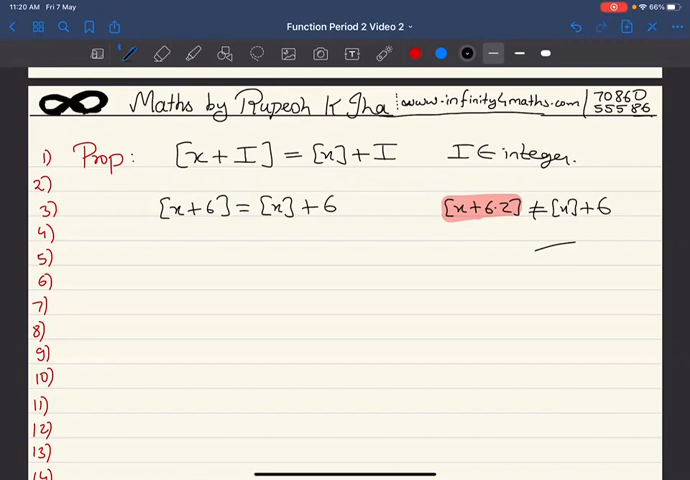 11:20 AM Fri 7 May
66%
Function Period 2 Video 2
Maths by Rupesh K Jha www.infinity4maths.com 7086055586
1) Prop: [x+I] = [x]+I I ∈ integer.
2)
3) [x+6] = [x]+6 [x+6.2] ≠ [x]+6
4)
5)
6)
7)
8)
9)
10)
11)
12)
13)
14)